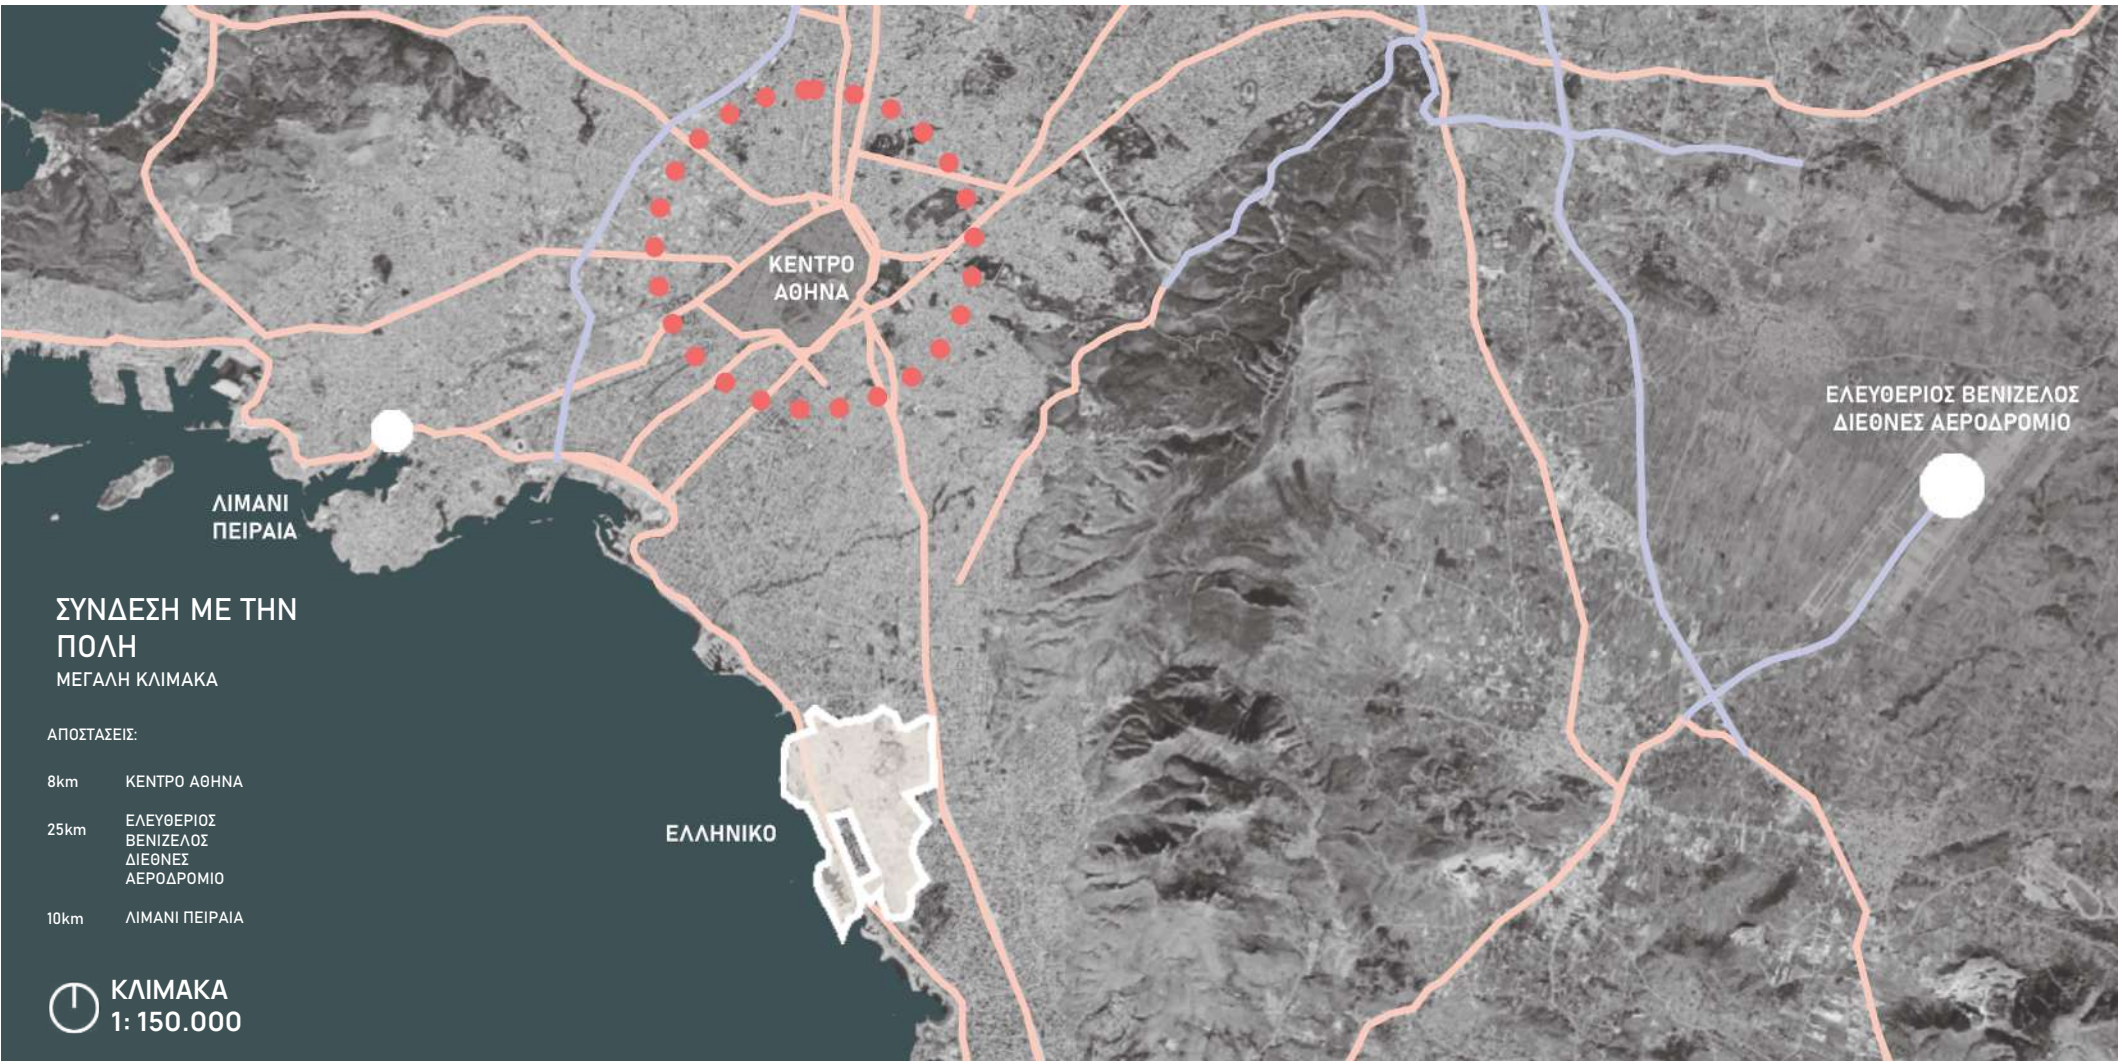 ΚΕΝΤΡΟ
ΑΘΗΝΑ
ΕΛΕΥΘΕΡΙΟΣ ΒΕΝΙΖΕΛΟΣ
ΔΙΕΘΝΕΣ ΑΕΡΟΔΡΟΜΙΟ
ΛΙΜΑΝΙ
ΠΕΙΡΑΙΑ
ΣΥΝΔΕΣΗ ΜΕ ΤΗΝ
ΠΟΛΗ
ΜΕΓΑΛΗ ΚΛΙΜΑΚΑ
ΑΠΟΣΤΑΣΕΙΣ:
8km ΚΕΝΤΡΟ ΑΘΗΝΑ
25km ΕΛΕΥΘΕΡΙΟΣ
ΒΕΝΙΖΕΛΟΣ
ΔΙΕΘΝΕΣ
ΑΕΡΟΔΡΟΜΙΟ
10km ΛΙΜΑΝΙ ΠΕΙΡΑΙΑ
ΕΛΛΗΝΙΚΟ
ΚΛΙΜΑΚΑ
1: 150.000